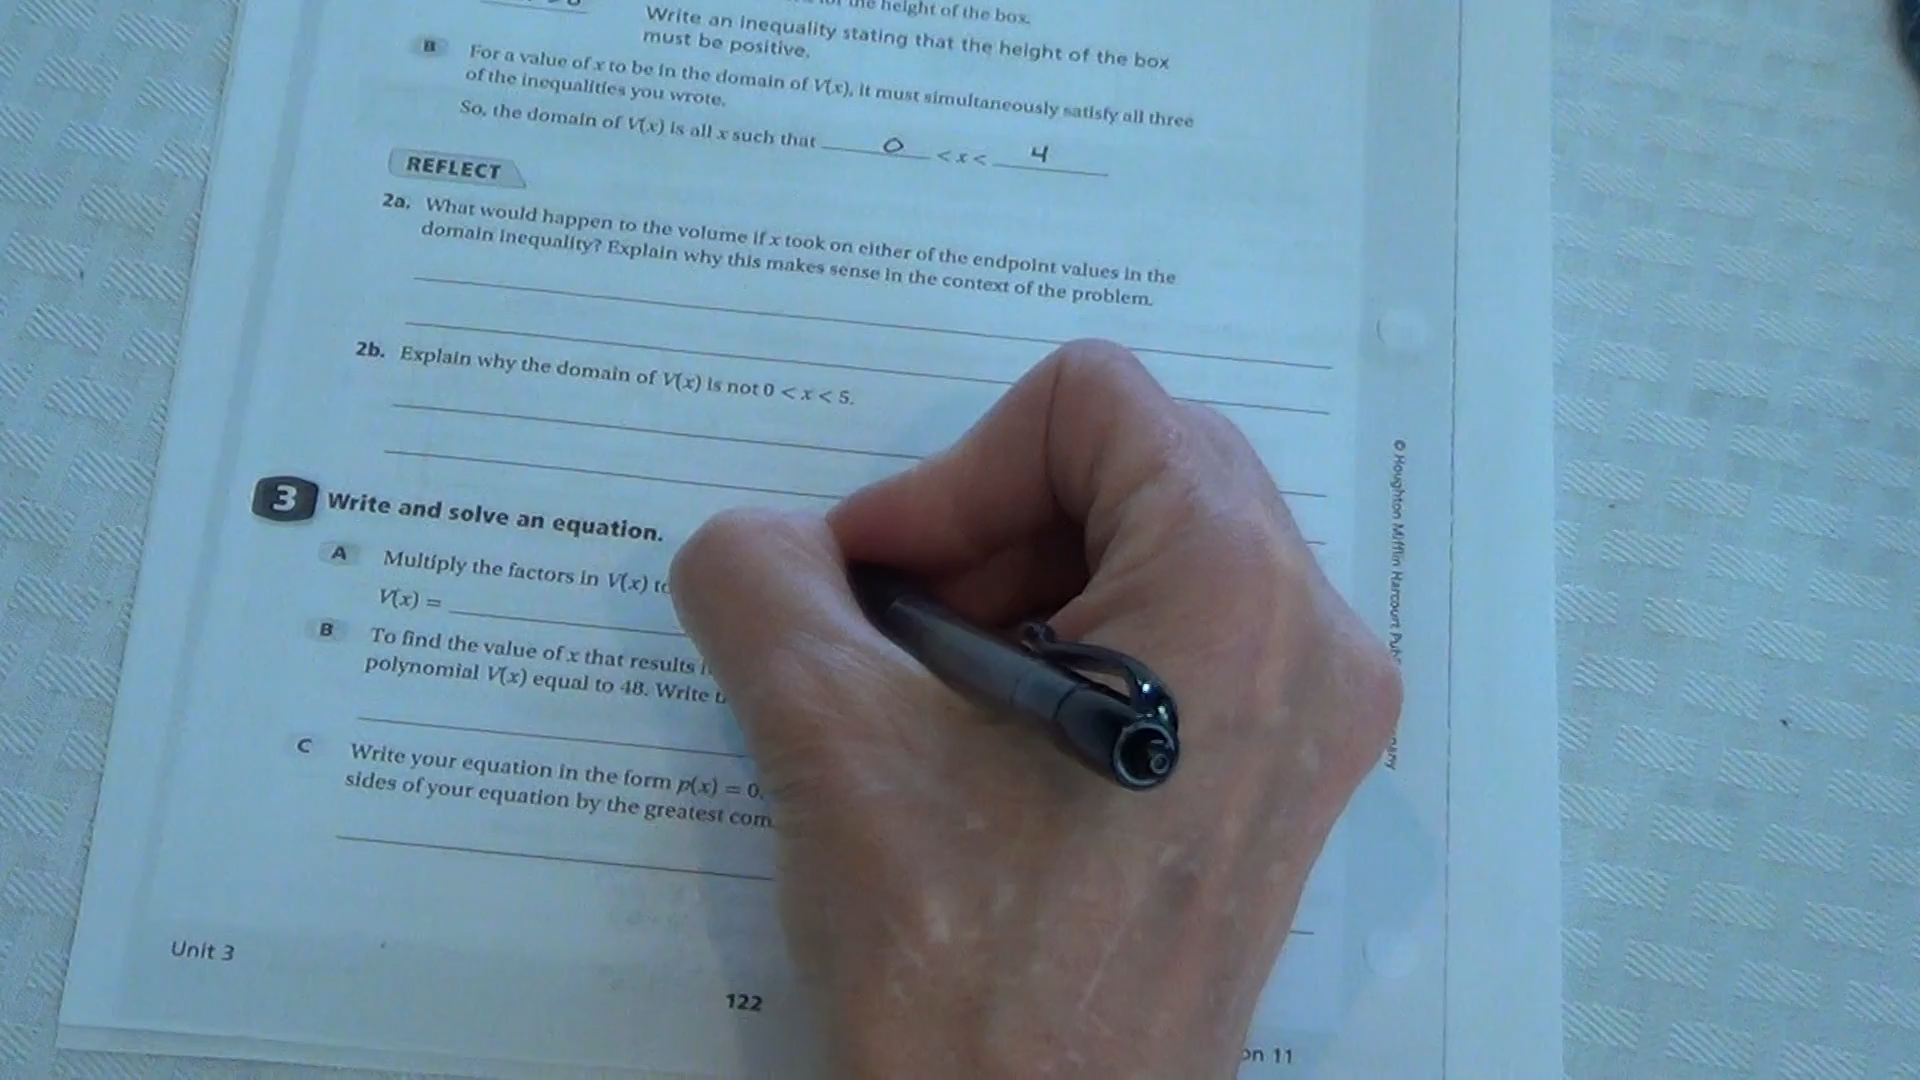 the height of the box.
Write an inequality stating that the height of the box
must be positive.
B For a value of x to be in the domain of V(x), it must simultaneously satisfy all three
of the inequalities you wrote.
So, the domain of V(x) is all x such that 0 < x < 4
REFLECT
2a. What would happen to the volume if x took on either of the endpoint values in the
domain inequality? Explain why this makes sense in the context of the problem.
2b. Explain why the domain of V(x) is not 0 < x < 5.
3 Write and solve an equation.
A Multiply the factors in V(x) to
V(x) =
B To find the value of x that results
polynomial V(x) equal to 48. Write
C Write your equation in the form p(x) = 0.
sides of your equation by the greatest com
Unit 3
122
on 11
© Houghton Mifflin Harcourt